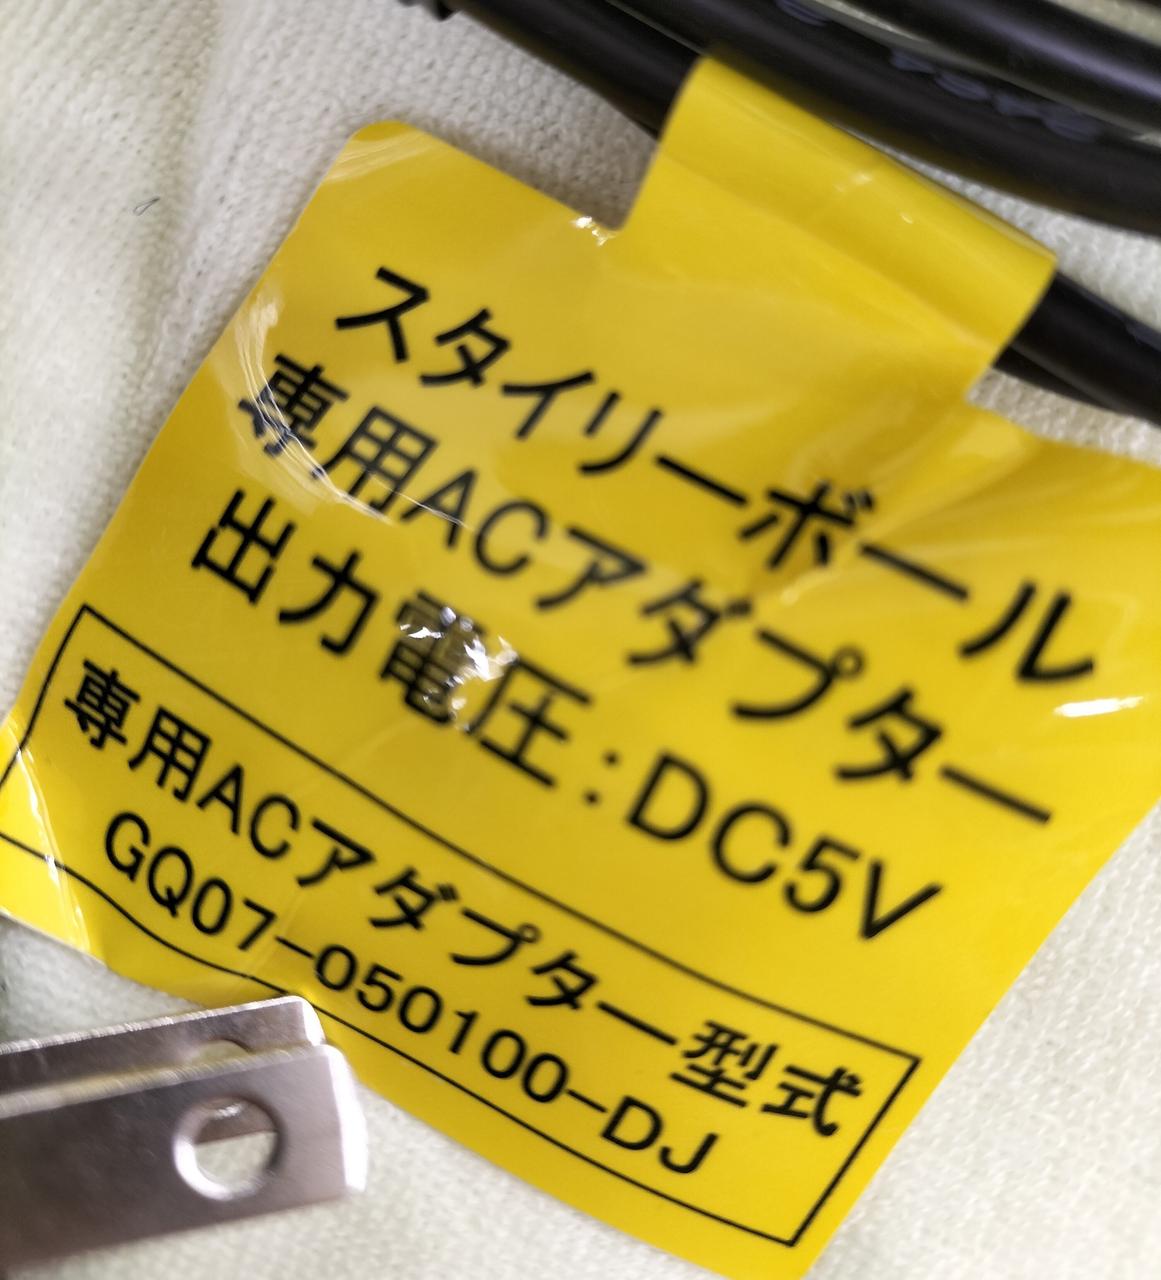 スタイリーボール
専用ACアダプター
出力電圧:DC5V
専用ACアダプター型式
GQ07-050100-DJ